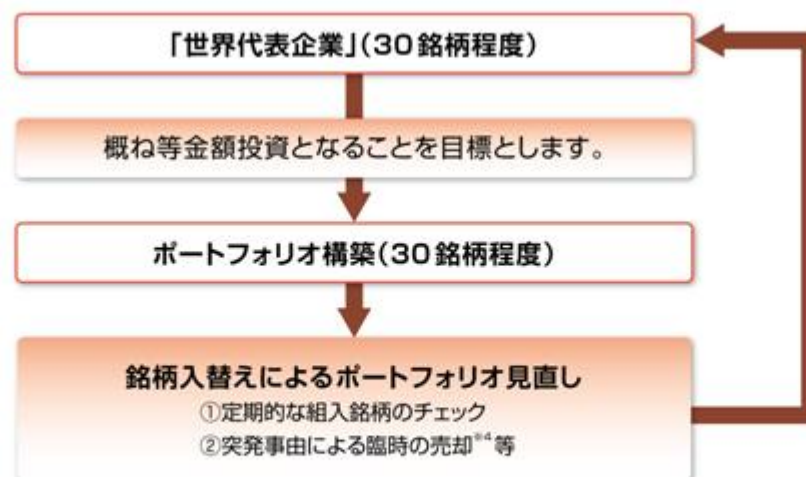 「世界代表企業」(30銘柄程度)
概ね等金額投資となることを目標とします。
ポートフォリオ構築(30銘柄程度)
銘柄入替えによるポートフォリオ見直し
①定期的な組入銘柄のチェック
②突発事由による臨時の売却※4等